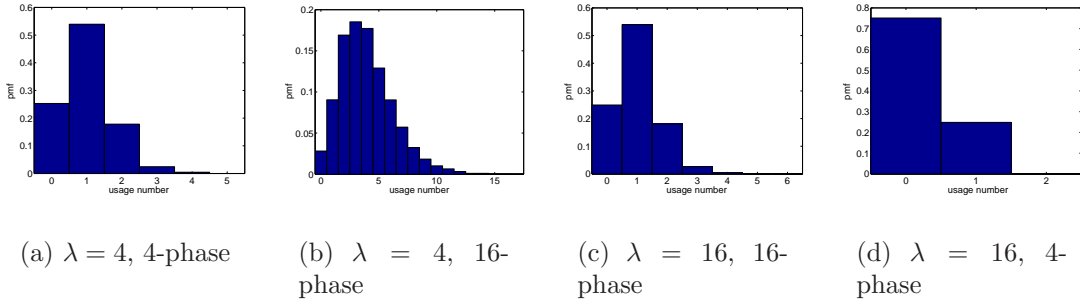 0.6
0.5
0.4
0.3
0.2
0.1
0
pmf
0 1 2 3 4 5
usage number
0.2
0.15
0.1
0.05
0
pmf
0 5 10 15
usage number
0.6
0.5
0.4
0.3
0.2
0.1
0
pmf
0 1 2 3 4 5 6
usage number
0.8
0.7
0.6
0.5
0.4
0.3
0.2
0.1
0
pmf
0 1 2
usage number
(a) λ = 4, 4-phase
(b) λ = 4, 16-
phase
(c) λ = 16, 16-
phase
(d) λ = 16, 4-
phase